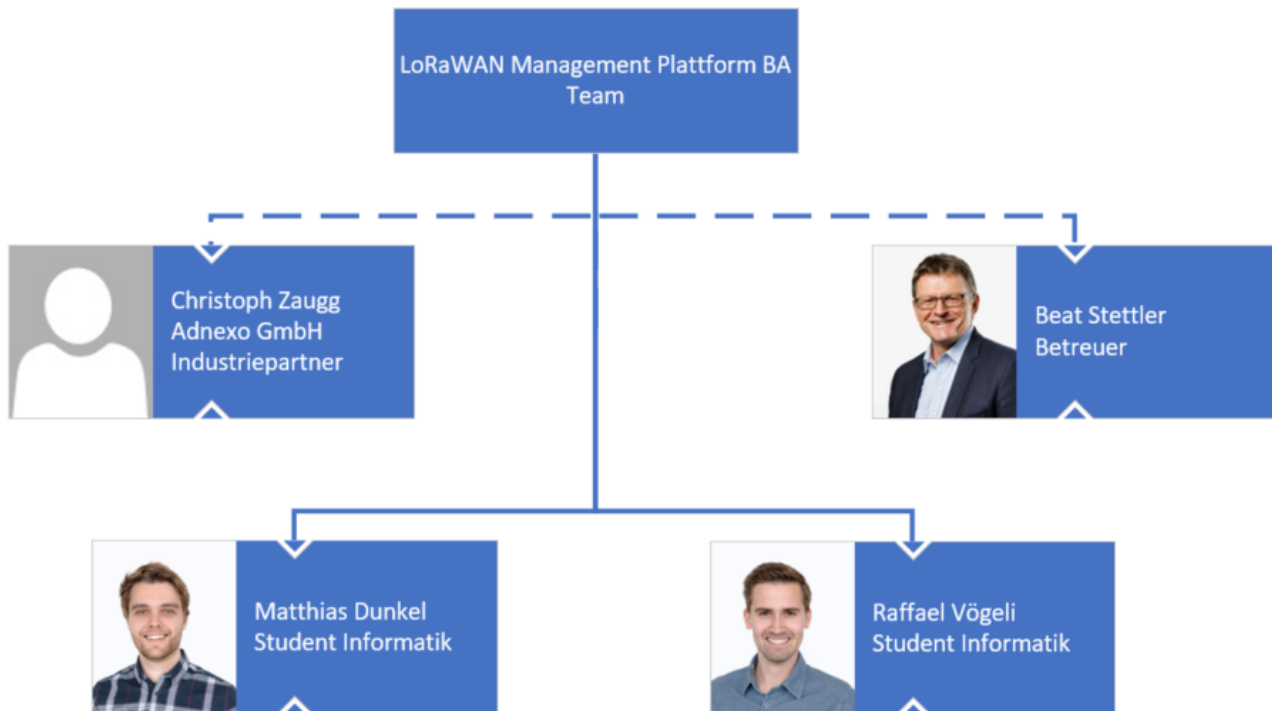 LoRaWAN Management Plattform BA
Team
Christoph Zaugg
Adnexo GmbH
Industriepartner
Beat Stettler
Betreuer
Matthias Dunkel
Student Informatik
Raffael Vögeli
Student Informatik